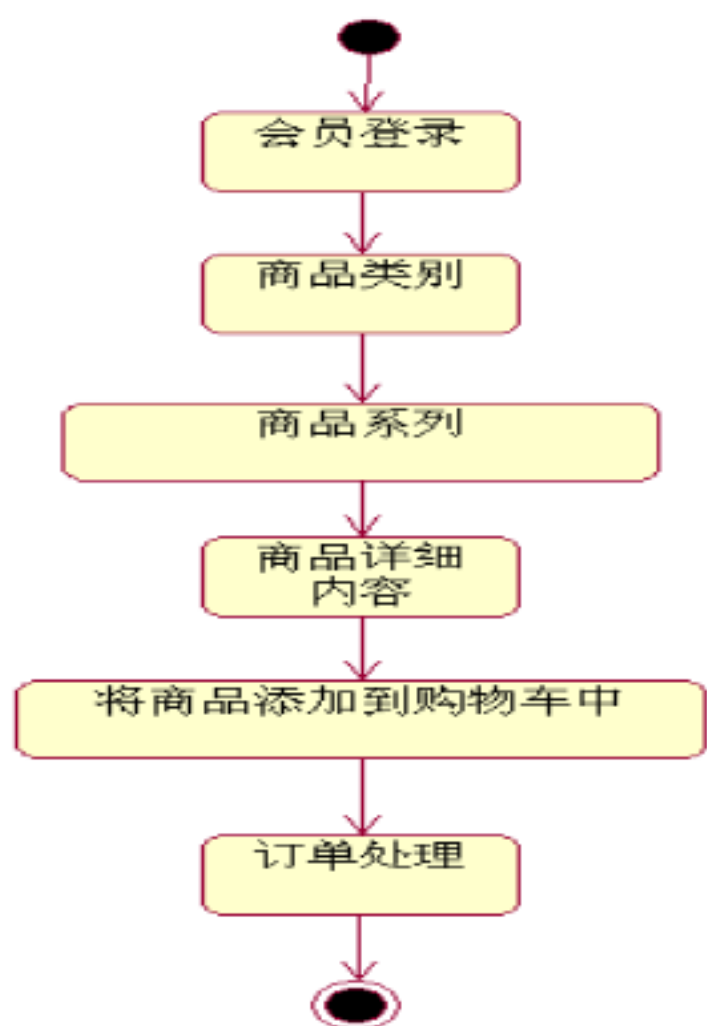 会员登录
商品类别
商品系列
商品详细
内容
将商品添加到购物车中
订单处理